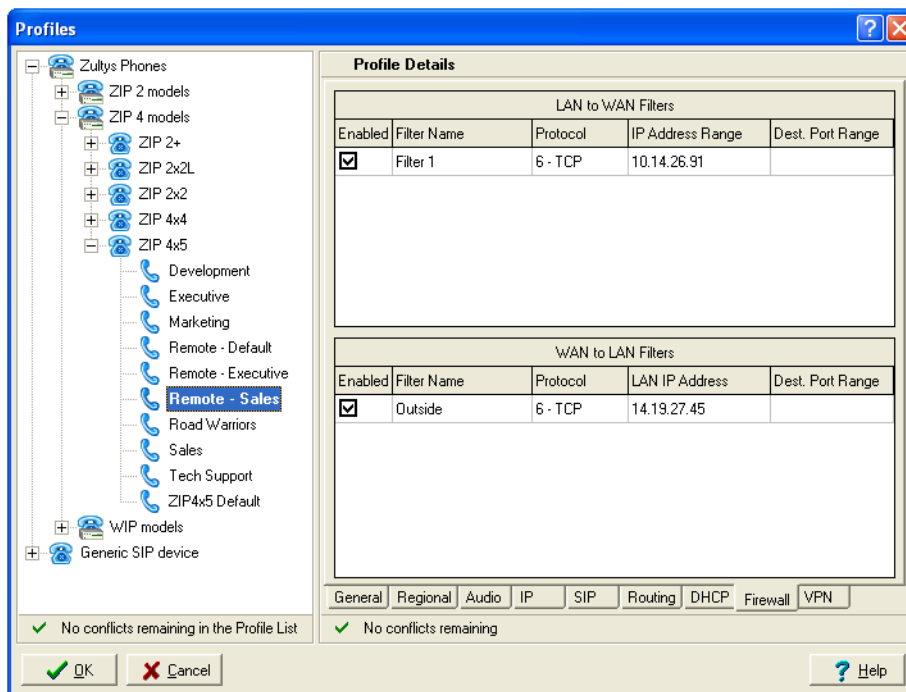 Profiles
Zultys Phones
ZIP 2 models
ZIP 4 models
ZIP 2+
ZIP 2x2L
ZIP 2x2
ZIP 4x4
ZIP 4x5
Development
Executive
Marketing
Remote - Default
Remote - Executive
Remote - Sales
Road Warriors
Sales
Tech Support
ZIP4x5 Default
WIP models
Generic SIP device
No conflicts remaining in the Profile List
Profile Details
LAN to WAN Filters
Enabled Filter Name Protocol IP Address Range Dest. Port Range
Filter 1 6 - TCP 10.14.26.91
WAN to LAN Filters
Enabled Filter Name Protocol LAN IP Address Dest. Port Range
Outside 6 - TCP 14.19.27.45
General Regional Audio IP SIP Routing DHCP Firewall VPN
No conflicts remaining
OK Cancel ? Help